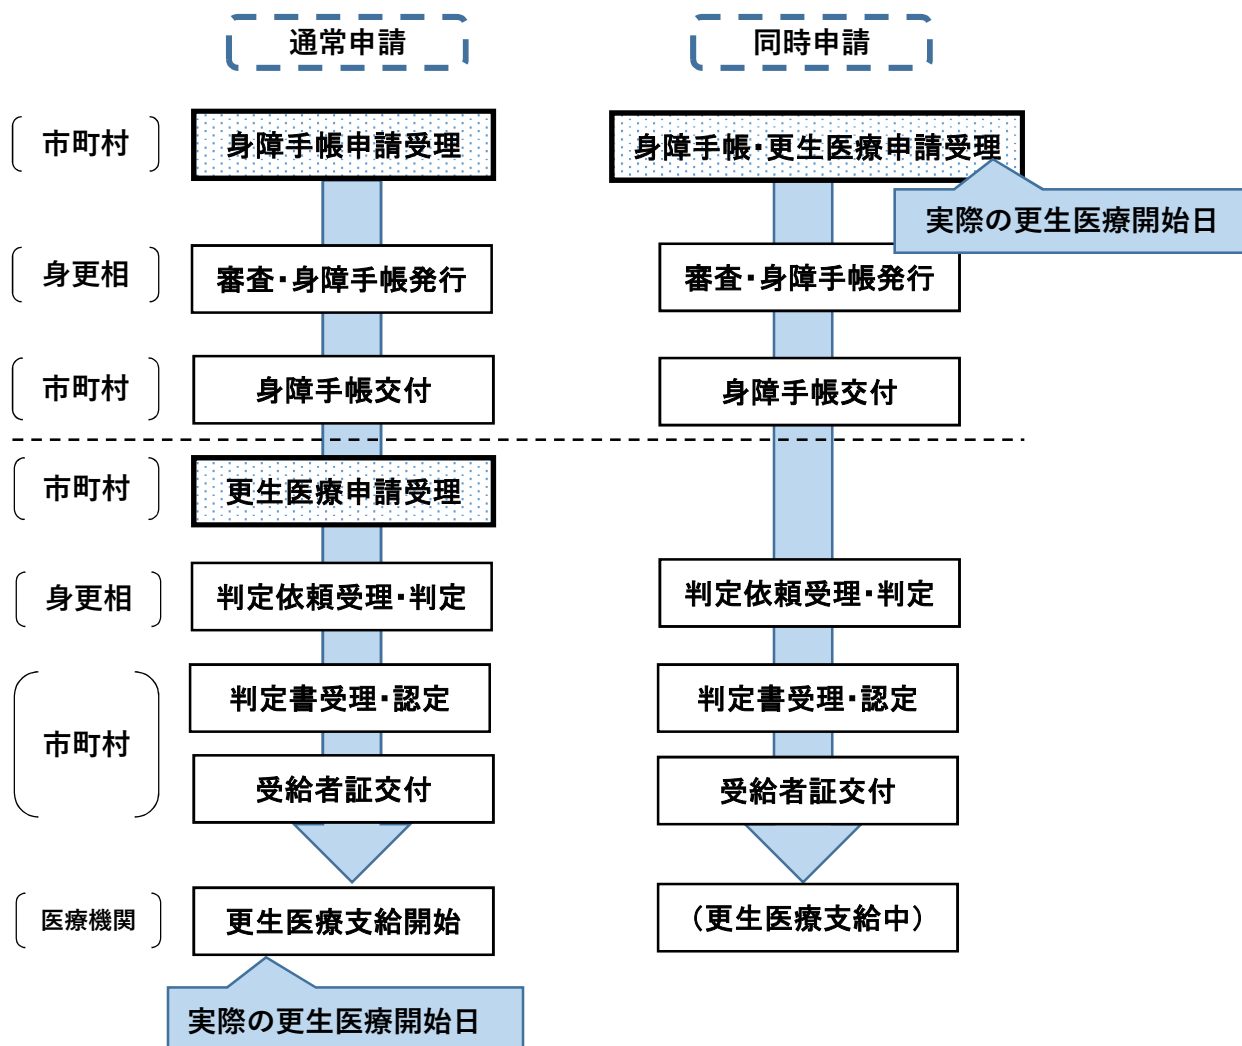 通常申請
同時申請
市町村
身障手帳申請受理
身障手帳・更生医療申請受理
実際の更生医療開始日
身更相
審査・身障手帳発行
審査・身障手帳発行
市町村
身障手帳交付
身障手帳交付
市町村
更生医療申請受理
身更相
判定依頼受理・判定
判定依頼受理・判定
市町村
判定書受理・認定
判定書受理・認定
受給者証交付
受給者証交付
医療機関
更生医療支給開始
（更生医療支給中）
実際の更生医療開始日